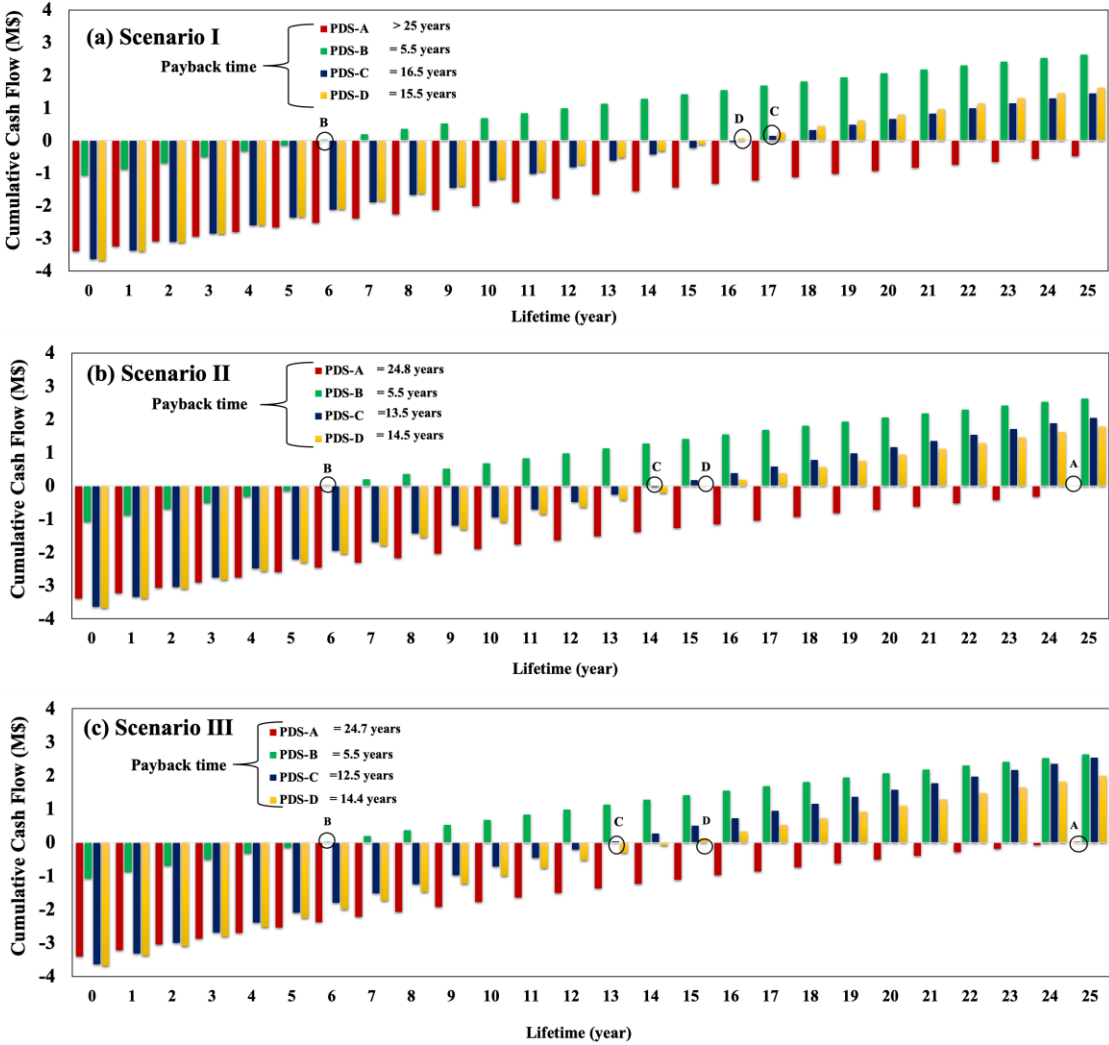 (a) Scenario I
Payback time
PDS-A > 25 years
PDS-B = 5.5 years
PDS-C = 16.5 years
PDS-D = 15.5 years
Cumulative Cash Flow (M$)
4
3
2
1
0
-1
-2
-3
-4
B
D
C
0 1 2 3 4 5 6 7 8 9 10 11 12 13 14 15 16 17 18 19 20 21 22 23 24 25
Lifetime (year)
(b) Scenario II
Payback time
PDS-A = 24.8 years
PDS-B = 5.5 years
PDS-C =13.5 years
PDS-D = 14.5 years
Cumulative Cash Flow (M$)
4
3
2
1
0
-1
-2
-3
-4
B
C
D
A
0 1 2 3 4 5 6 7 8 9 10 11 12 13 14 15 16 17 18 19 20 21 22 23 24 25
Lifetime (year)
(c) Scenario III
Payback time
PDS-A = 24.7 years
PDS-B = 5.5 years
PDS-C =12.5 years
PDS-D = 14.4 years
Cumulative Cash Flow (M$)
4
3
2
1
0
-1
-2
-3
-4
B
C
D
A
0 1 2 3 4 5 6 7 8 9 10 11 12 13 14 15 16 17 18 19 20 21 22 23 24 25
Lifetime (year)